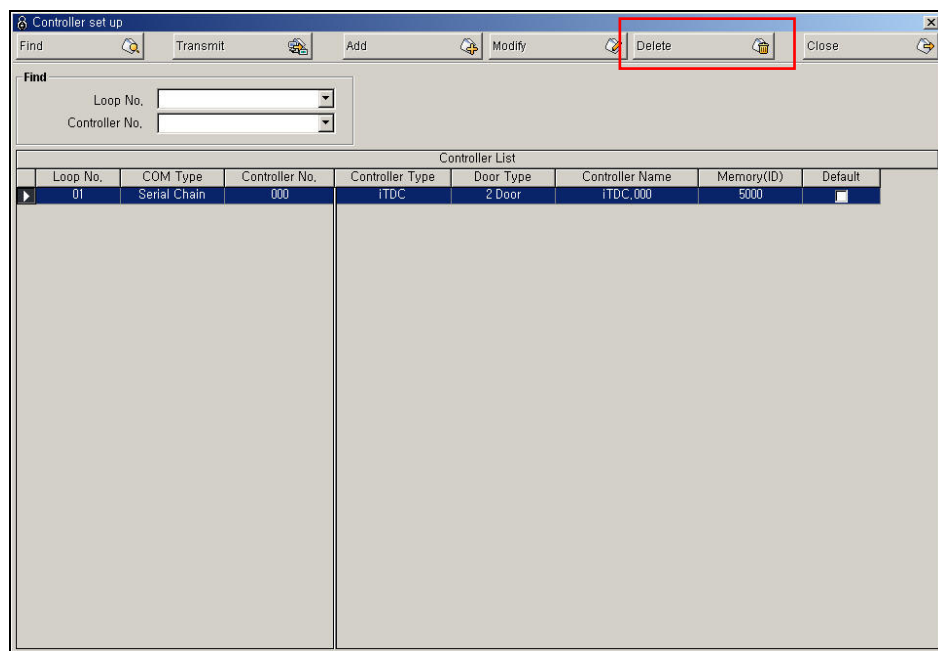 Controller set up
Find Transmit Add Modify Delete Close
Find
Loop No.
Controller No.
Controller List
Loop No. COM Type Controller No. Controller Type Door Type Controller Name Memory(ID) Default
01 Serial Chain 000 iTDC 2 Door iTDC,000 5000